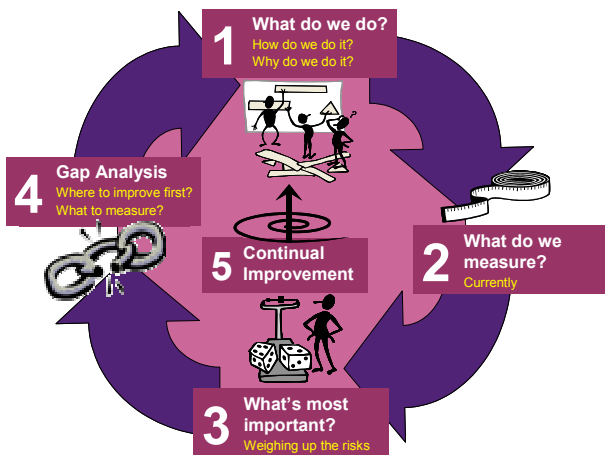 1 What do we do?
How do we do it?
Why do we do it?
2 What do we
measure?
Currently
3 What's most
important?
Weighing up the risks
4 Gap Analysis
Where to improve first?
What to measure?
5 Continual
Improvement
?